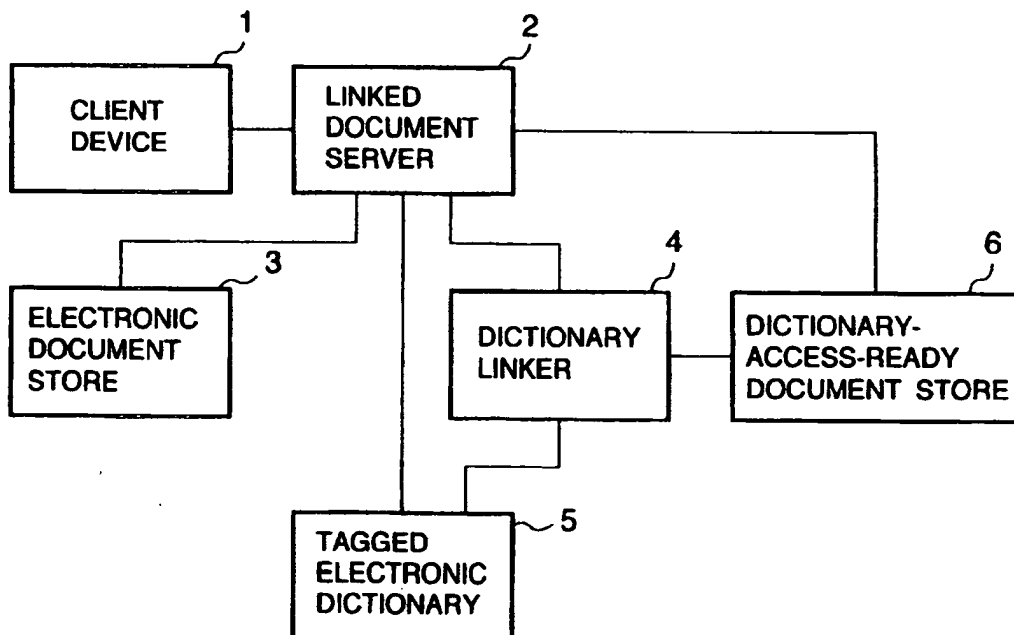 1
CLIENT
DEVICE
2
LINKED
DOCUMENT
SERVER
3
ELECTRONIC
DOCUMENT
STORE
4
DICTIONARY
LINKER
6
DICTIONARY-
ACCESS-READY
DOCUMENT STORE
5
TAGGED
ELECTRONIC
DICTIONARY